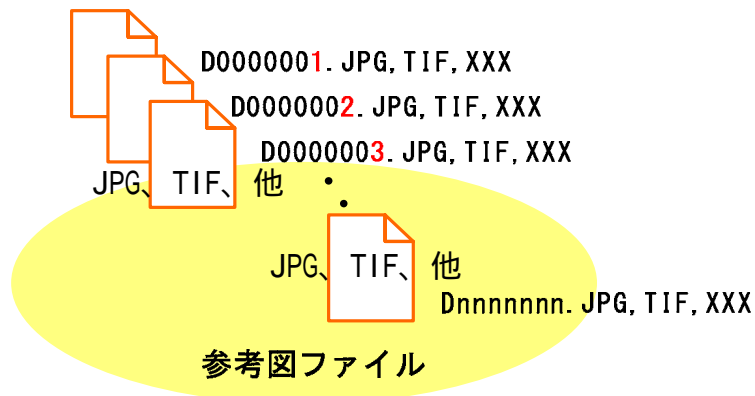 D0000001.JPG,TIF,XXX
D0000002.JPG,TIF,XXX
D0000003.JPG,TIF,XXX
JPG、TIF、他
JPG、TIF、他
Dnnnnnnn.JPG,TIF,XXX
参考図ファイル